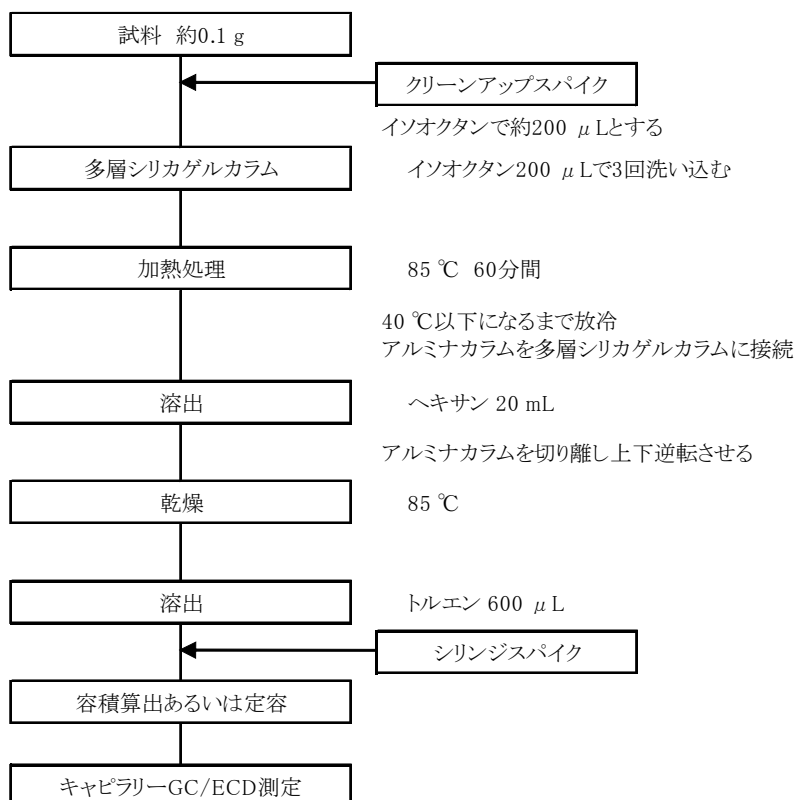 試料 約0.1 g
クリーンアップスパイク
イソオクタンで約200 μLとする
多層シリカゲルカラム
イソオクタン200 μLで3回洗い込む
加熱処理
85 ℃ 60分間
40 ℃以下になるまで放冷
アルミナカラムを多層シリカゲルカラムに接続
溶出
ヘキサン 20 mL
アルミナカラムを切り離し上下逆転させる
乾燥
85 ℃
溶出
トルエン 600 μL
シリンジスパイク
容積算出あるいは定容
キャピラリーGC/ECD測定